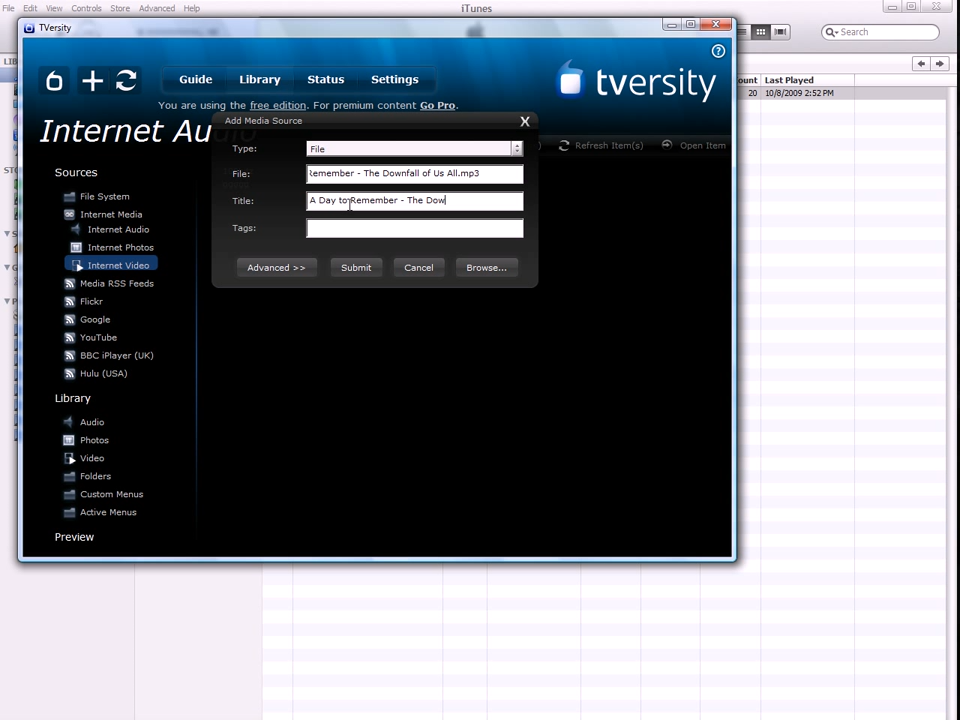 File Edit View Controls Store Advanced Help
iTunes
TVersity
Search
Guide Library Status Settings
tversity
You are using the free edition. For premium content Go Pro.
ount Last Played
20 10/8/2009 2:52 PM
Internet Au
Add Media Source
X
Type: File
Refresh Item(s) Open Item
File: Remember - The Downfall of Us All.mp3
Title: A Day to Remember - The Dow
Tags:
Advanced >> Submit Cancel Browse...
Sources
File System
Internet Media
Internet Audio
Internet Photos
Internet Video
Media RSS Feeds
Flickr
Google
YouTube
BBC iPlayer (UK)
Hulu (USA)
Library
Audio
Photos
Video
Folders
Custom Menus
Active Menus
Preview